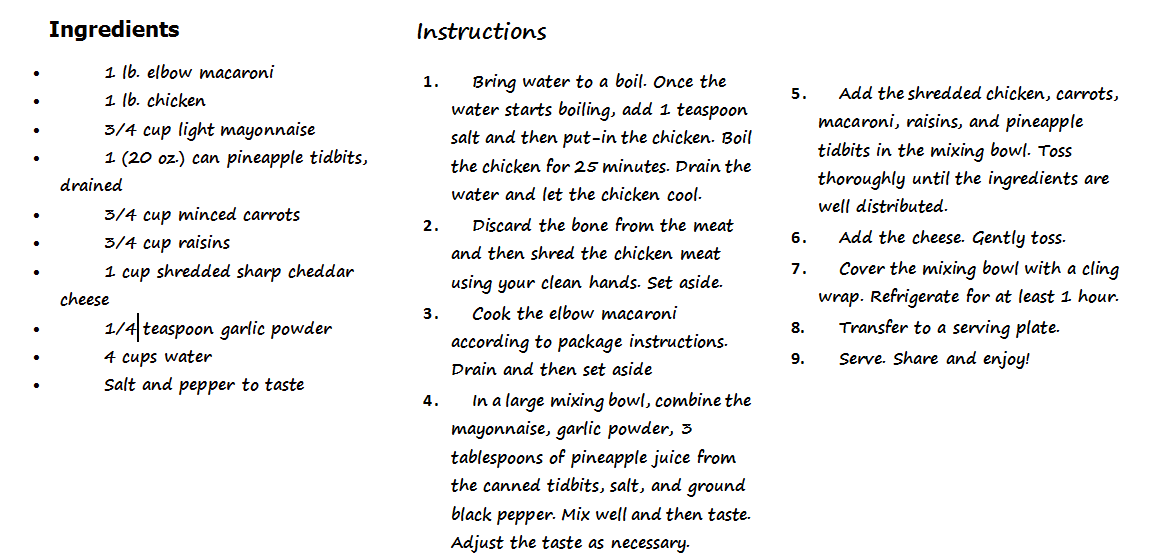 Ingredients
• 1 lb. elbow macaroni
• 1 lb. chicken
• 3/4 cup light mayonnaise
• 1 (20 oz.) can pineapple tidbits,
drained
• 3/4 cup minced carrots
• 3/4 cup raisins
• 1 cup shredded sharp cheddar
cheese
• 1/4 teaspoon garlic powder
• 4 cups water
• Salt and pepper to taste
Instructions
1. Bring water to a boil. Once the
water starts boiling, add 1 teaspoon
salt and then put-in the chicken. Boil
the chicken for 25 minutes. Drain the
water and let the chicken cool.
2. Discard the bone from the meat
and then shred the chicken meat
using your clean hands. Set aside.
3. Cook the elbow macaroni
according to package instructions.
Drain and then set aside
4. In a large mixing bowl, combine the
mayonnaise, garlic powder, 3
tablespoons of pineapple juice from
the canned tidbits, salt, and ground
black pepper. Mix well and then taste.
Adjust the taste as necessary.
5. Add the shredded chicken, carrots,
macaroni, raisins, and pineapple
tidbits in the mixing bowl. Toss
thoroughly until the ingredients are
well distributed.
6. Add the cheese. Gently toss.
7. Cover the mixing bowl with a cling
wrap. Refrigerate for at least 1 hour.
8. Transfer to a serving plate.
9. Serve. Share and enjoy!